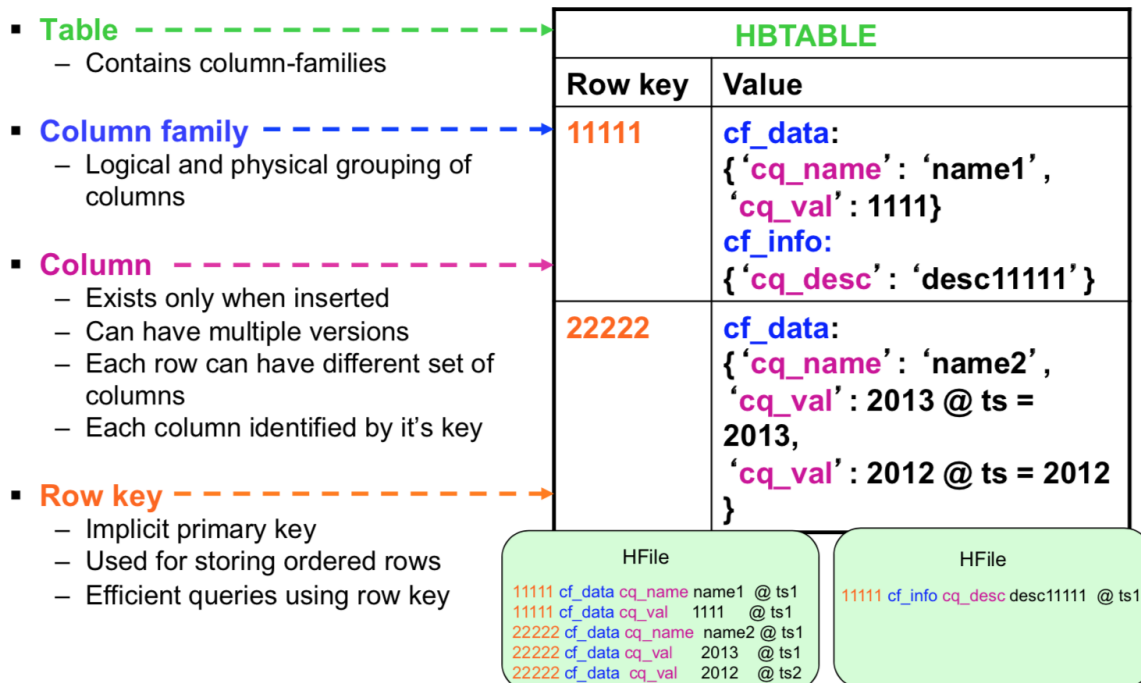 ▪ Table
– Contains column-families
▪ Column family
– Logical and physical grouping of
columns
▪ Column
– Exists only when inserted
– Can have multiple versions
– Each row can have different set of
columns
– Each column identified by it's key
▪ Row key
– Implicit primary key
– Used for storing ordered rows
– Efficient queries using row key
HBTABLE
Row key Value
11111 cf_data:
{‘cq_name’: ‘name1’,
‘cq_val’: 1111}
cf_info:
{‘cq_desc’: ‘desc11111’}
22222 cf_data:
{‘cq_name’: ‘name2’,
‘cq_val’: 2013 @ ts =
2013,
‘cq_val’: 2012 @ ts = 2012
}
HFile
11111 cf_data cq_name name1 @ ts1
11111 cf_data cq_val 1111 @ ts1
22222 cf_data cq_name name2 @ ts1
22222 cf_data cq_val 2013 @ ts1
22222 cf_data cq_val 2012 @ ts2
HFile
11111 cf_info cq_desc desc11111 @ ts1